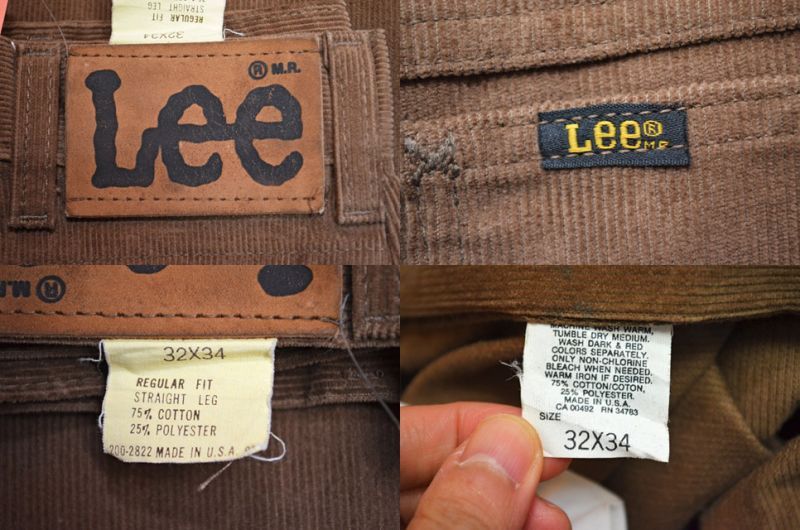 REGULAR FIT
STRAIGHT LEG
32X34
Lee ® M.R.
Lee®
M.R.
® M.R.
32X34
REGULAR FIT
STRAIGHT LEG
75% COTTON
25% POLYESTER
200-2822 MADE IN U.S.A.
MACHINE WASH WARM,
TUMBLE DRY MEDIUM.
WASH DARK & RED
COLORS SEPARATELY.
ONLY NON-CHLORINE
BLEACH WHEN NEEDED.
WARM IRON IF DESIRED.
75% COTTON/COTON,
25% POLYESTER.
MADE IN U.S.A.
CA 00492 RN 34783
SIZE
32X34